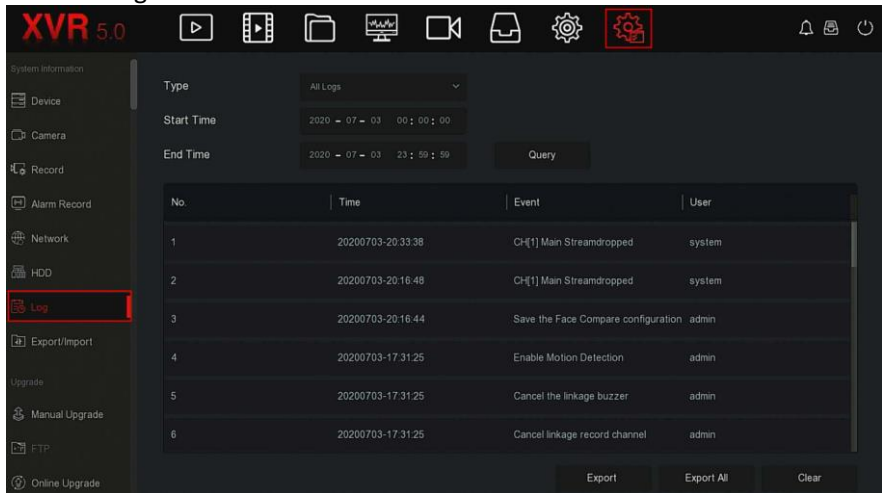 XVR 5.0
System Information
Device
Camera
Record
Alarm Record
Network
HDD
Log
Export/Import
Upgrade
Manual Upgrade
FTP
Online Upgrade
Type All Logs
Start Time 2020 - 07 - 03 00 : 00 : 00
End Time 2020 - 07 - 03 23 : 59 : 59 Query
No. Time Event User
1 20200703-20:33:38 CH[1] Main Streamdropped system
2 20200703-20:16:48 CH[1] Main Streamdropped system
3 20200703-20:16:44 Save the Face Compare configuration admin
4 20200703-17:31:25 Enable Motion Detection admin
5 20200703-17:31:25 Cancel the linkage buzzer admin
6 20200703-17:31:25 Cancel linkage record channel admin
Export Export All Clear